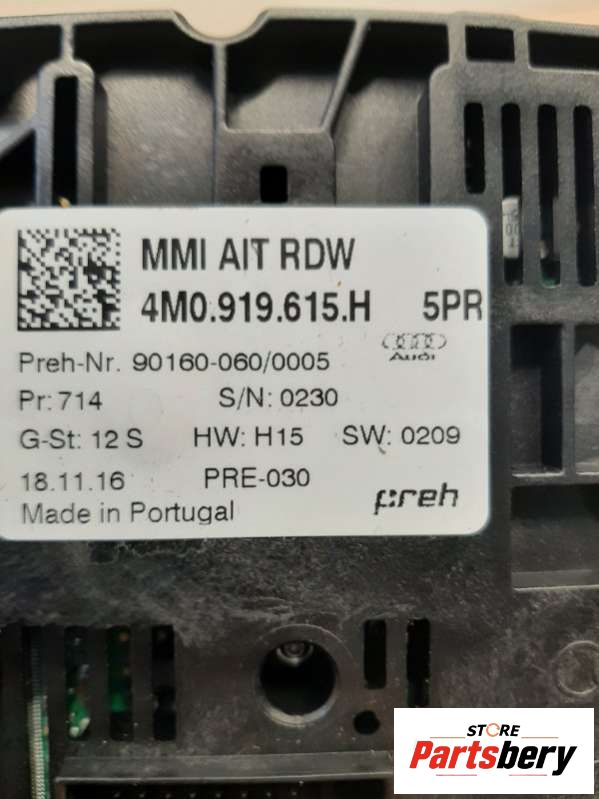 MMI AIT RDW
4M0.919.615.H 5PR
Preh-Nr. 90160-060/0005
Audi
Pr: 714 S/N: 0230
G-St: 12 S HW: H15 SW: 0209
18.11.16 PRE-030
preh
Made in Portugal
STORE
Partsbery